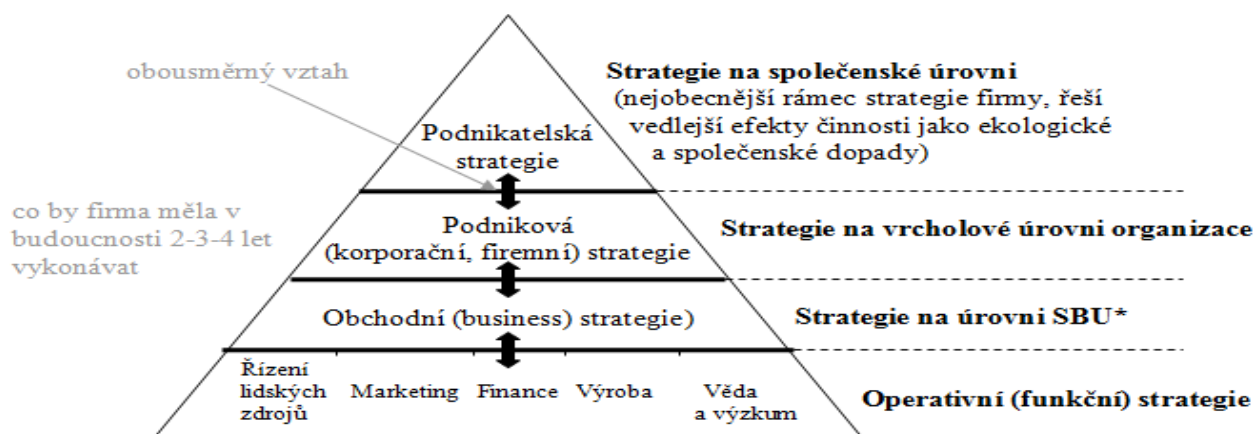 obousměrný vztah
Strategie na společenské úrovni
(nejobecnější rámec strategie firmy, řeší
vedlejší efekty činnosti jako ekologické
a společenské dopady)
Podnikatelská
strategie
co by firma měla v
budoucnosti 2-3-4 let
vykonávat
Podniková
(korporační, firemní) strategie
Strategie na vrcholové úrovni organizace
Obchodní (business) strategie)
Strategie na úrovni SBU*
Řízení
lidských
zdrojů
Marketing
Finance
Výroba
Věda
a výzkum
Operativní (funkční) strategie